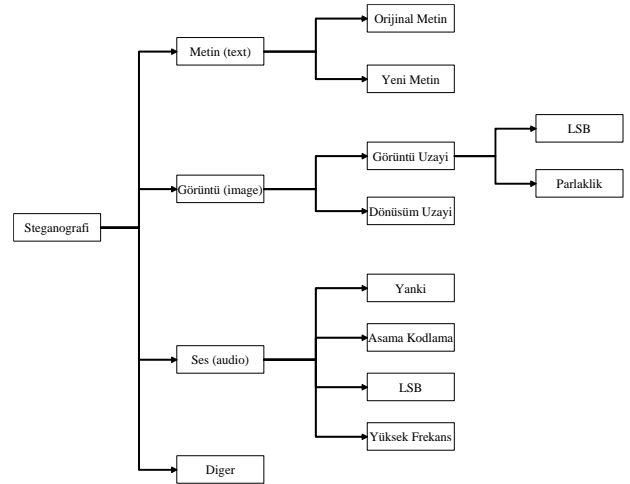 Steganografi
Metin (text)
Orijinal Metin
Yeni Metin
Görüntü (image)
Görüntü Uzayi
LSB
Parlaklik
Dönüsüm Uzayi
Ses (audio)
Yanki
Asama Kodlama
LSB
Yüksek Frekans
Diger